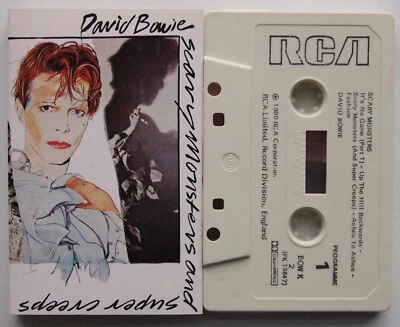 David Bowie
scary Monsters and
super creeps
RCA
SCARY MONSTERS
It's No Game (Part 1) - Up The Hill Backwards -
Scary Monsters (And Super Creeps) - Ashes To Ashes -
Fashion
DAVID BOWIE
℗ 1980 RCA Corporation
RCA Limited, Record Division, England
PROGRAMME
1
BOW K
2
(PK 13647)